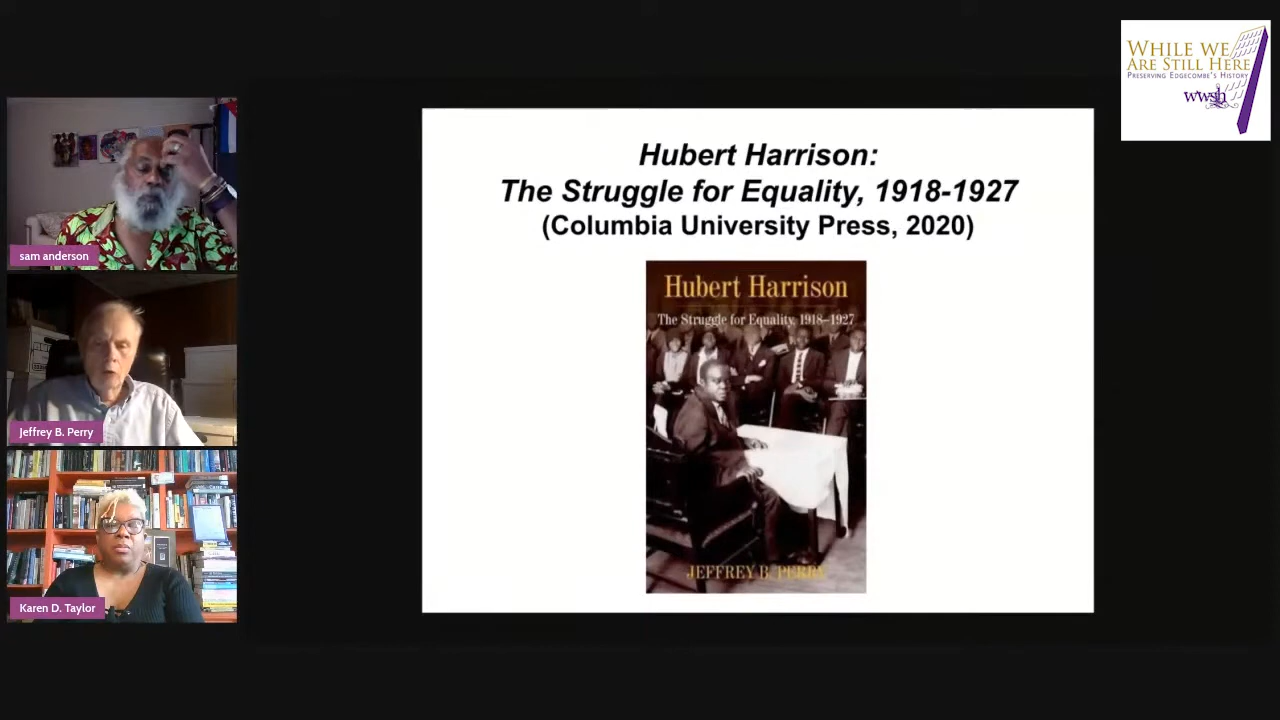 WHILE WE
ARE STILL HERE
PRESERVING EDGECOMBE'S HISTORY
wwsh
sam anderson
Jeffrey B. Perry
Karen D. Taylor
Hubert Harrison:
The Struggle for Equality, 1918-1927
(Columbia University Press, 2020)
Hubert Harrison
The Struggle for Equality, 1918–1927
JEFFREY B. PERRY